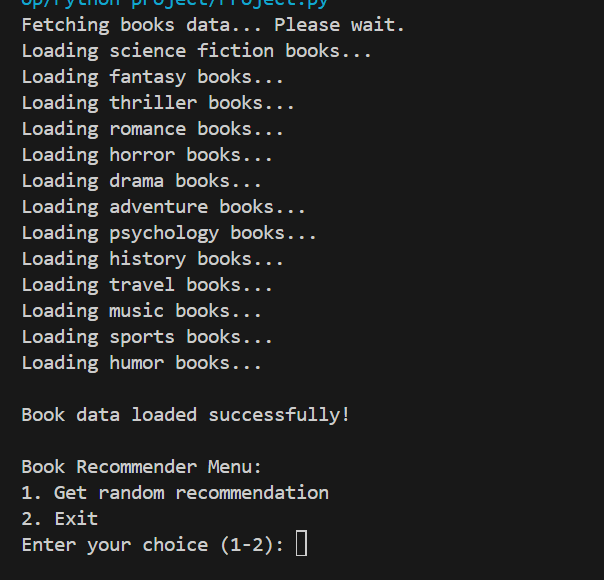 op/Python project/Project.py
Fetching books data... Please wait.
Loading science fiction books...
Loading fantasy books...
Loading thriller books...
Loading romance books...
Loading horror books...
Loading drama books...
Loading adventure books...
Loading psychology books...
Loading history books...
Loading travel books...
Loading music books...
Loading sports books...
Loading humor books...
Book data loaded successfully!
Book Recommender Menu:
1. Get random recommendation
2. Exit
Enter your choice (1-2):